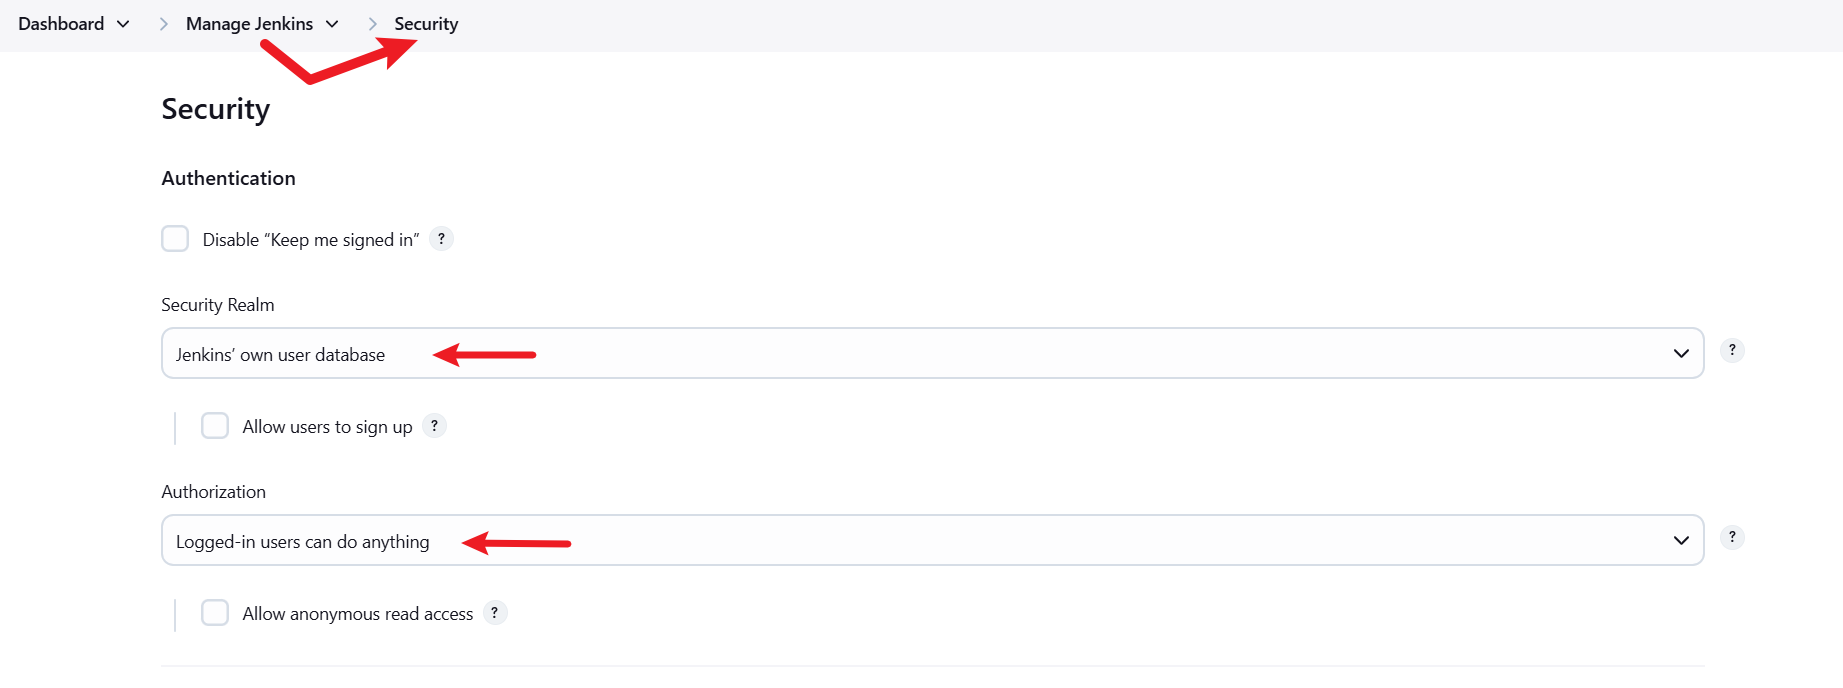 Dashboard Manage Jenkins Security
Security
Authentication
Disable “Keep me signed in” ?
Security Realm
Jenkins’ own user database ?
Allow users to sign up ?
Authorization
Logged-in users can do anything ?
Allow anonymous read access ?